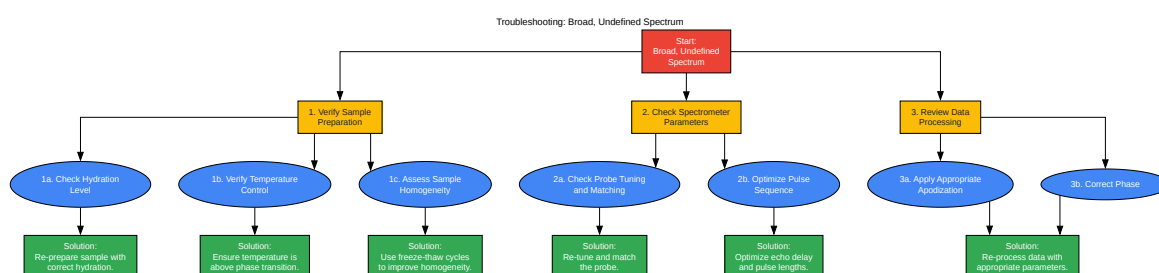 Troubleshooting: Broad, Undefined Spectrum
Start:
Broad, Undefined
Spectrum
1. Verify Sample
Preparation
2. Check Spectrometer
Parameters
3. Review Data
Processing
1a. Check Hydration
Level
1b. Verify Temperature
Control
1c. Assess Sample
Homogeneity
2a. Check Probe Tuning
and Matching
2b. Optimize Pulse
Sequence
3a. Apply Appropriate
Apodization
3b. Correct Phase
Solution:
Re-prepare sample with
correct hydration.
Solution:
Ensure temperature is
above phase transition.
Solution:
Use freeze-thaw cycles
to improve homogeneity.
Solution:
Re-tune and match
the probe.
Solution:
Optimize echo delay
and pulse lengths.
Solution:
Re-process data with
appropriate parameters.